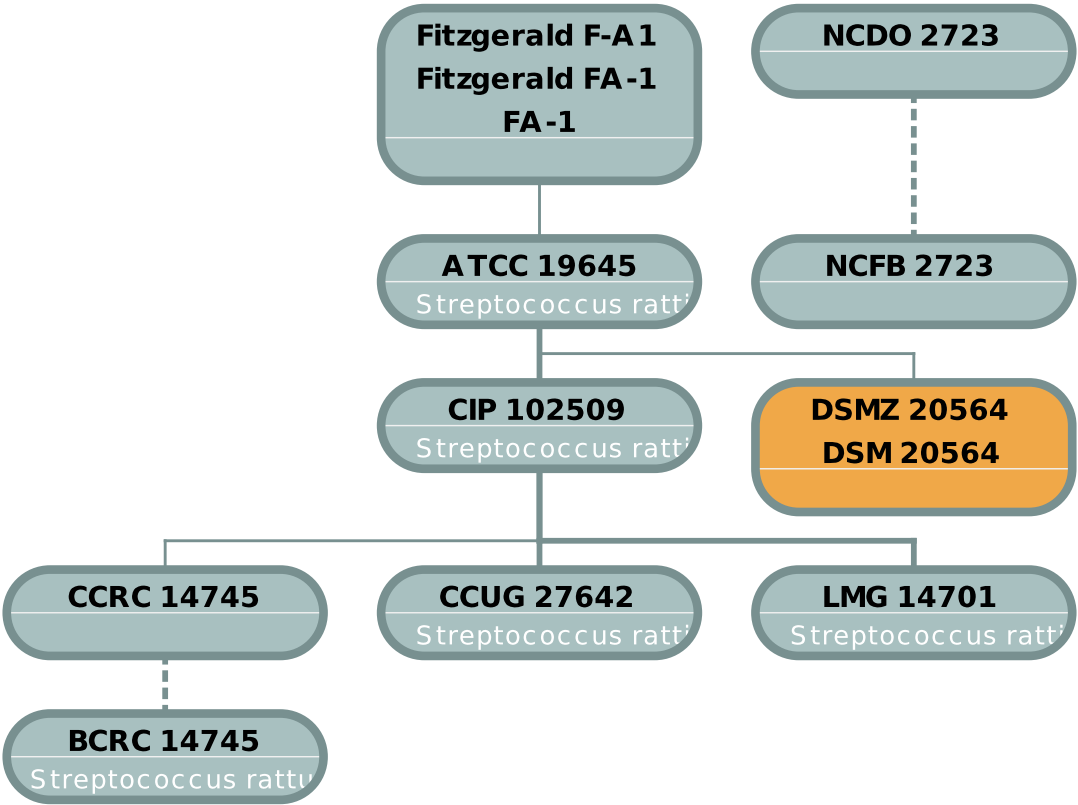 Fitzgerald F-A1
Fitzgerald FA-1
FA-1
NCDO 2723
ATCC 19645
Streptococcus ratti
NCFB 2723
CIP 102509
Streptococcus ratti
DSMZ 20564
DSM 20564
CCRC 14745
CCUG 27642
Streptococcus ratti
LMG 14701
Streptococcus ratti
BCRC 14745
Streptococcus rattu